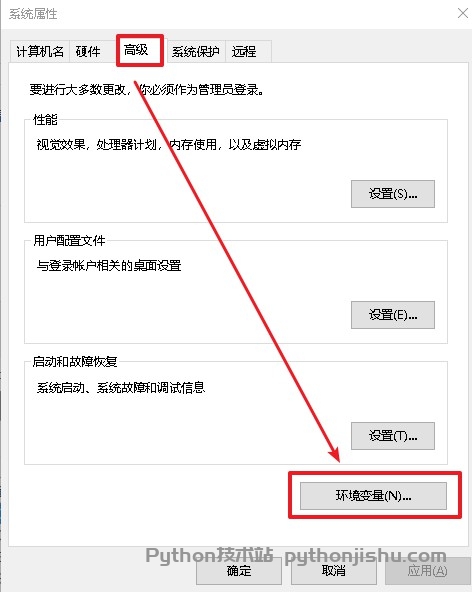 系统属性
计算机名 硬件 高级 系统保护 远程
要进行大多数更改，你必须作为管理员登录。
性能
视觉效果，处理器计划，内存使用，以及虚拟内存
设置(S)...
用户配置文件
与登录帐户相关的桌面设置
设置(E)...
启动和故障恢复
系统启动、系统故障和调试信息
设置(T)...
环境变量(N)...
Python技术站 pythonjishu.com
确定 取消 应用(A)